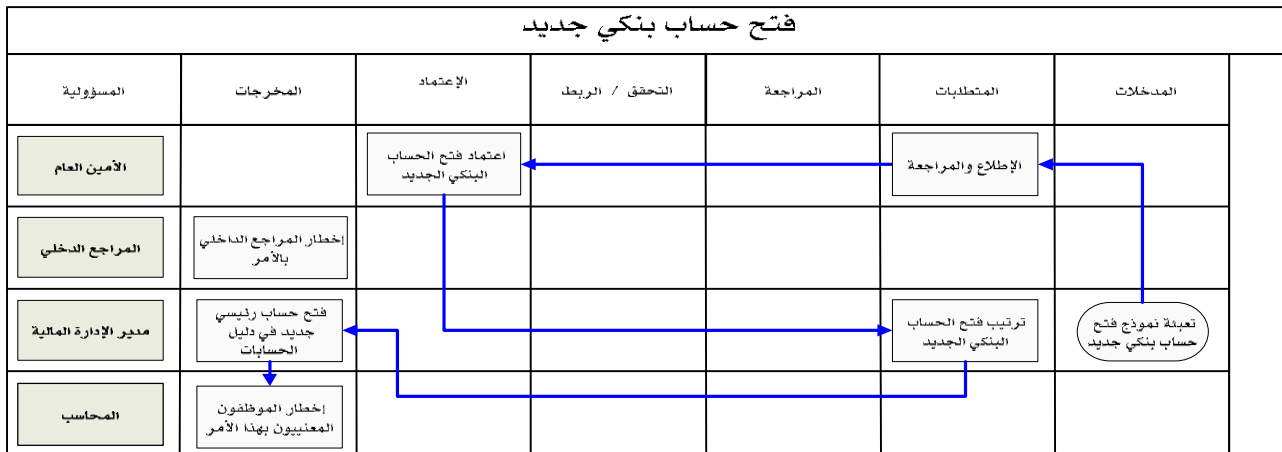 فتح حساب بنكي جديد
المدخلات
المتطلبات
المراجعة
التحقق / الربط
الإعتماد
المخرجات
المسؤولية
الإطلاع والمراجعة
اعتماد فتح الحساب
البنكي الجديد
الأمين العام
إخطار المراجع الداخلي
بالأمر
المراجع الدخلي
تعبئة نموذج فتح
حساب بنكي جديد
ترتيب فتح الحساب
البنكي الجديد
فتح حساب رئيسي
جديد في دليل
الحسابات
مدير الإدارة المالية
إخطار الموظفون
المعنييون بهذا الأمر
المحاسب